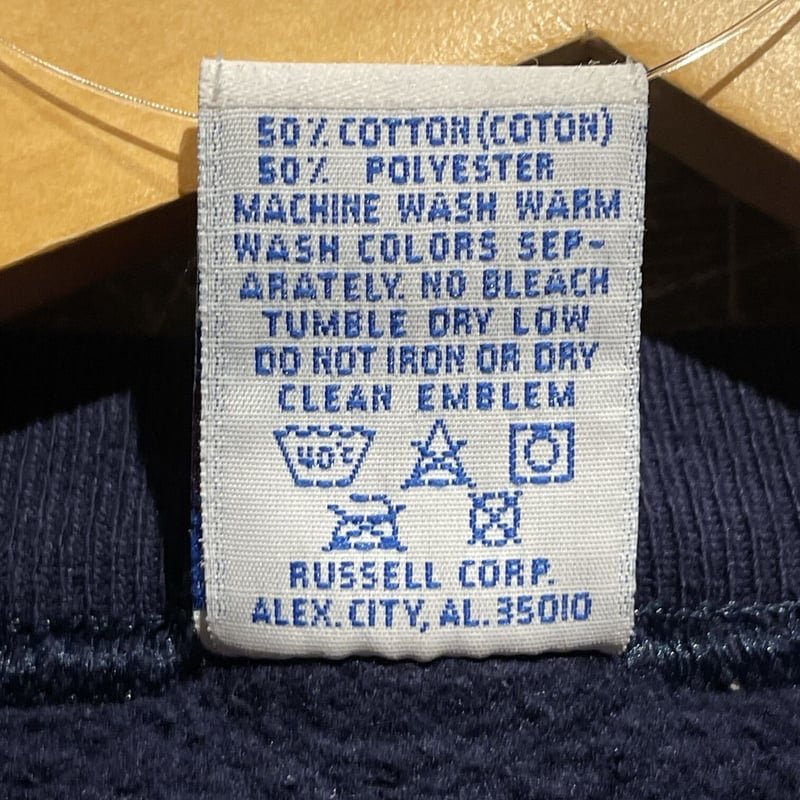 50% COTTON (COTON)
50% POLYESTER
MACHINE WASH WARM
WASH COLORS SEP-
ARATELY. NO BLEACH
TUMBLE DRY LOW
DO NOT IRON OR DRY
CLEAN EMBLEM
40°C
RUSSELL CORP.
ALEX. CITY, AL. 35010